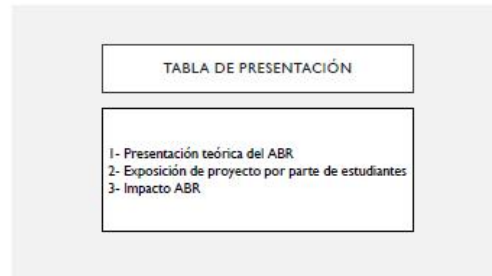 TABLA DE PRESENTACIÓN
1- Presentación teórica del ABR
2- Exposición de proyecto por parte de estudiantes
3- Impacto ABR